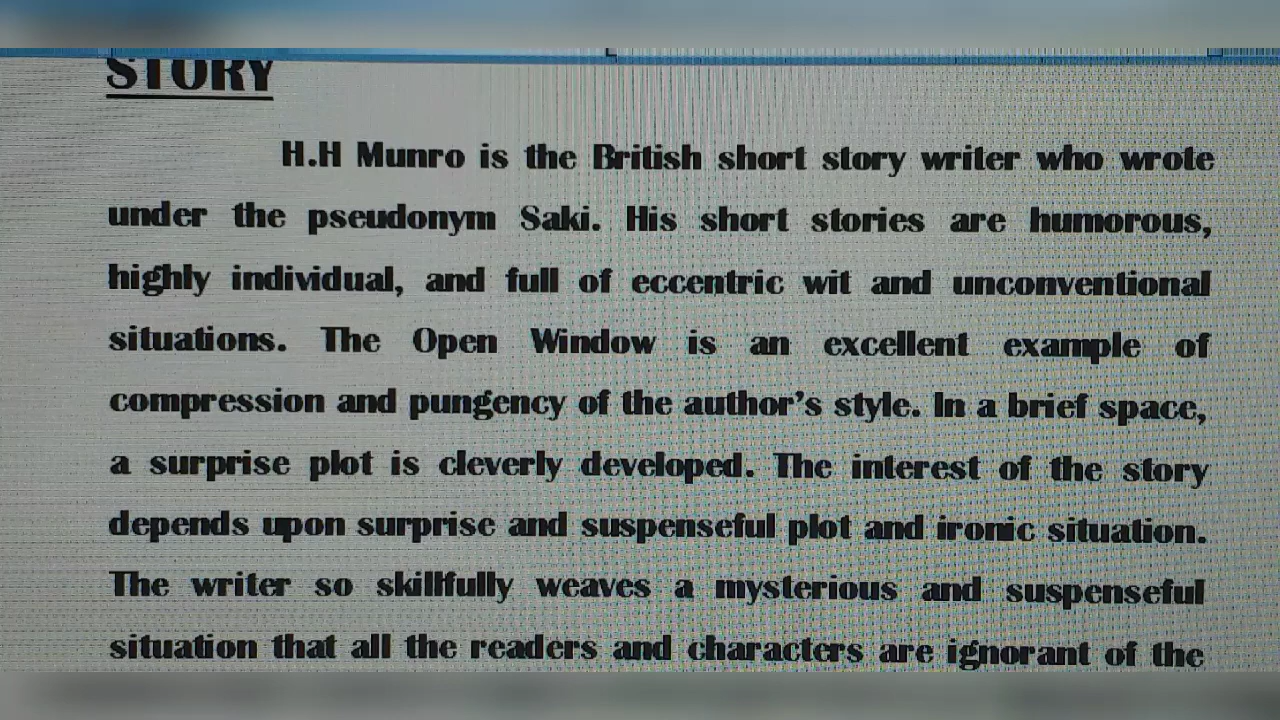 STORY
H.H Munro is the British short story writer who wrote
under the pseudonym Saki. His short stories are humorous,
highly individual, and full of eccentric wit and unconventional
situations. The Open Window is an excellent example of
compression and pungency of the author's style. In a brief space,
a surprise plot is cleverly developed. The interest of the story
depends upon surprise and suspenseful plot and ironic situation.
The writer so skillfully weaves a mysterious and suspenseful
situation that all the readers and characters are ignorant of the